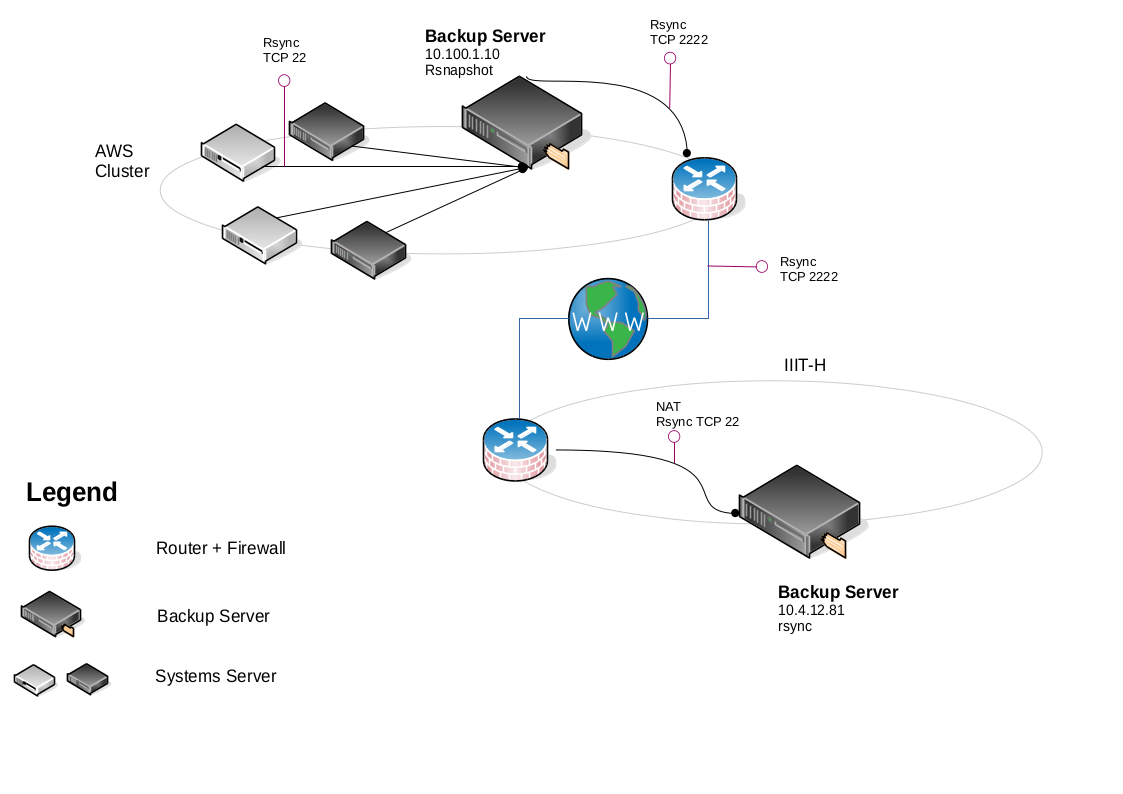 Rsync
TCP 22
Backup Server
10.100.1.10
Rsnapshot
Rsync
TCP 2222
AWS
Cluster
Rsync
TCP 2222
W W W
IIIT-H
NAT
Rsync TCP 22
Legend
Router + Firewall
Backup Server
10.4.12.81
rsync
Backup Server
Systems Server